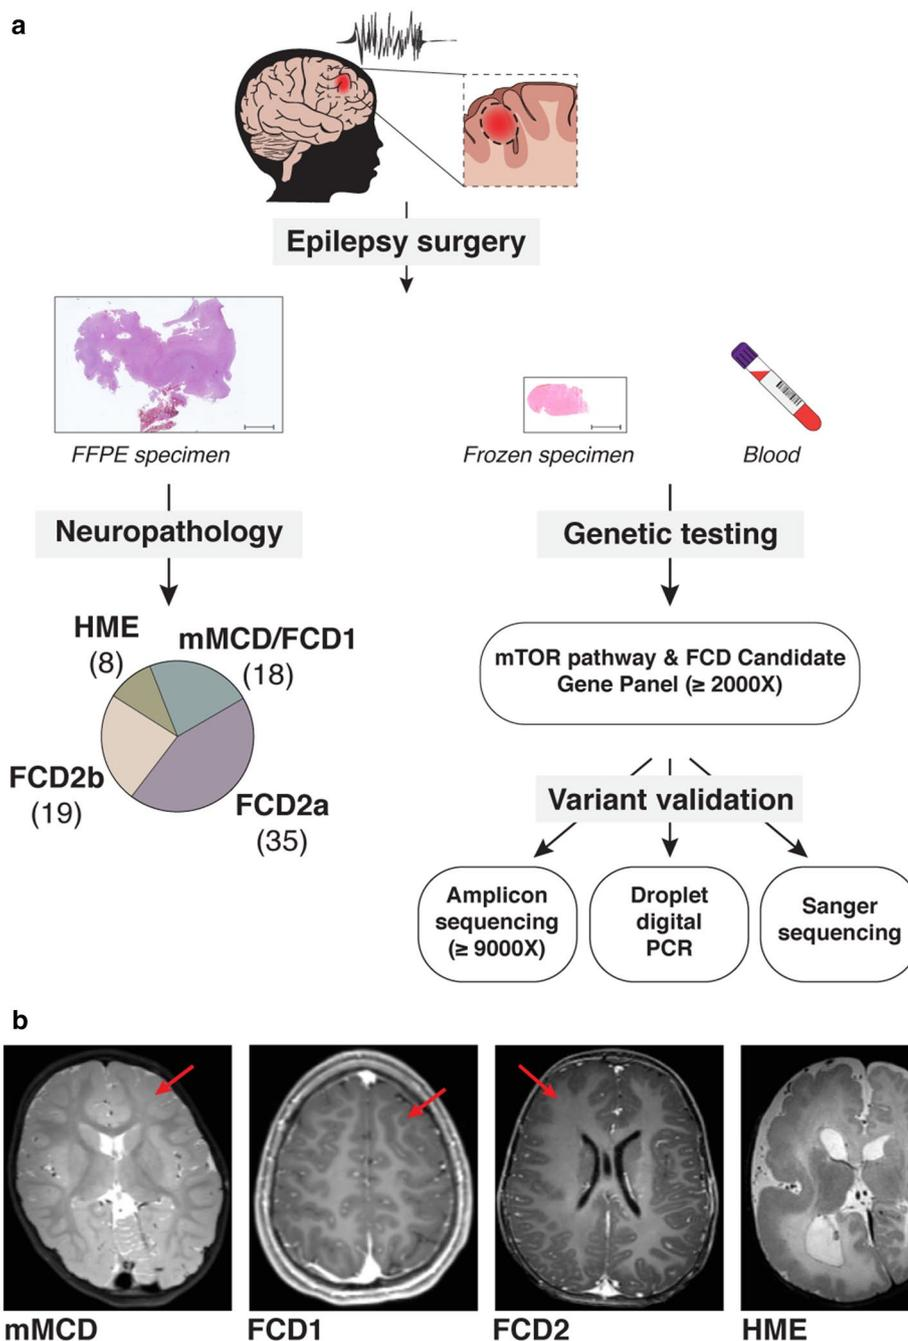 a
Epilepsy surgery
FFPE specimen
Frozen specimen
Blood
Neuropathology
Genetic testing
HME
(8)
mMCD/FCD1
(18)
FCD2b
(19)
FCD2a
(35)
mTOR pathway & FCD Candidate
Gene Panel (≥ 2000X)
Variant validation
Amplicon
sequencing
(≥ 9000X)
Droplet
digital
PCR
Sanger
sequencing
b
mMCD
FCD1
FCD2
HME